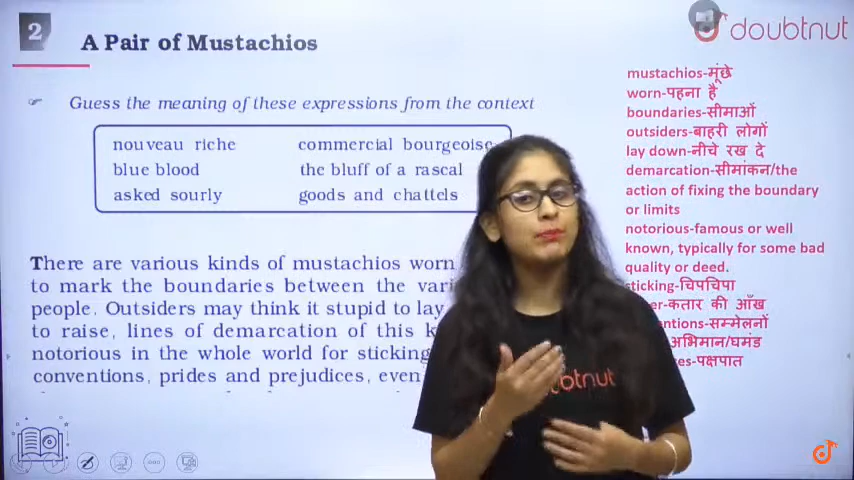 2
A Pair of Mustachios
doubtnut
Guess the meaning of these expressions from the context
nouveau riche
commercial bourgeoise
blue blood
the bluff of a rascal
asked sourly
goods and chattels
There are various kinds of mustachios worn
to mark the boundaries between the
people. Outsiders may think it stupid to lay
to raise, lines of demarcation of this
notorious in the whole world for sticking
conventions, prides and prejudices, even
mustachios-मूंछे
worn-पहना है
boundaries-सीमाओं
outsiders-बाहरी लोगों
lay down-नीचे रख दे
demarcation-सीमांकन/the
action of fixing the boundary
or limits
notorious-famous or well
known, typically for some bad
quality or deed.
sticking-चिपचिपा
-कतार की आँख
-सम्मेलनों
अभिमान/घमंड
-पक्षपात